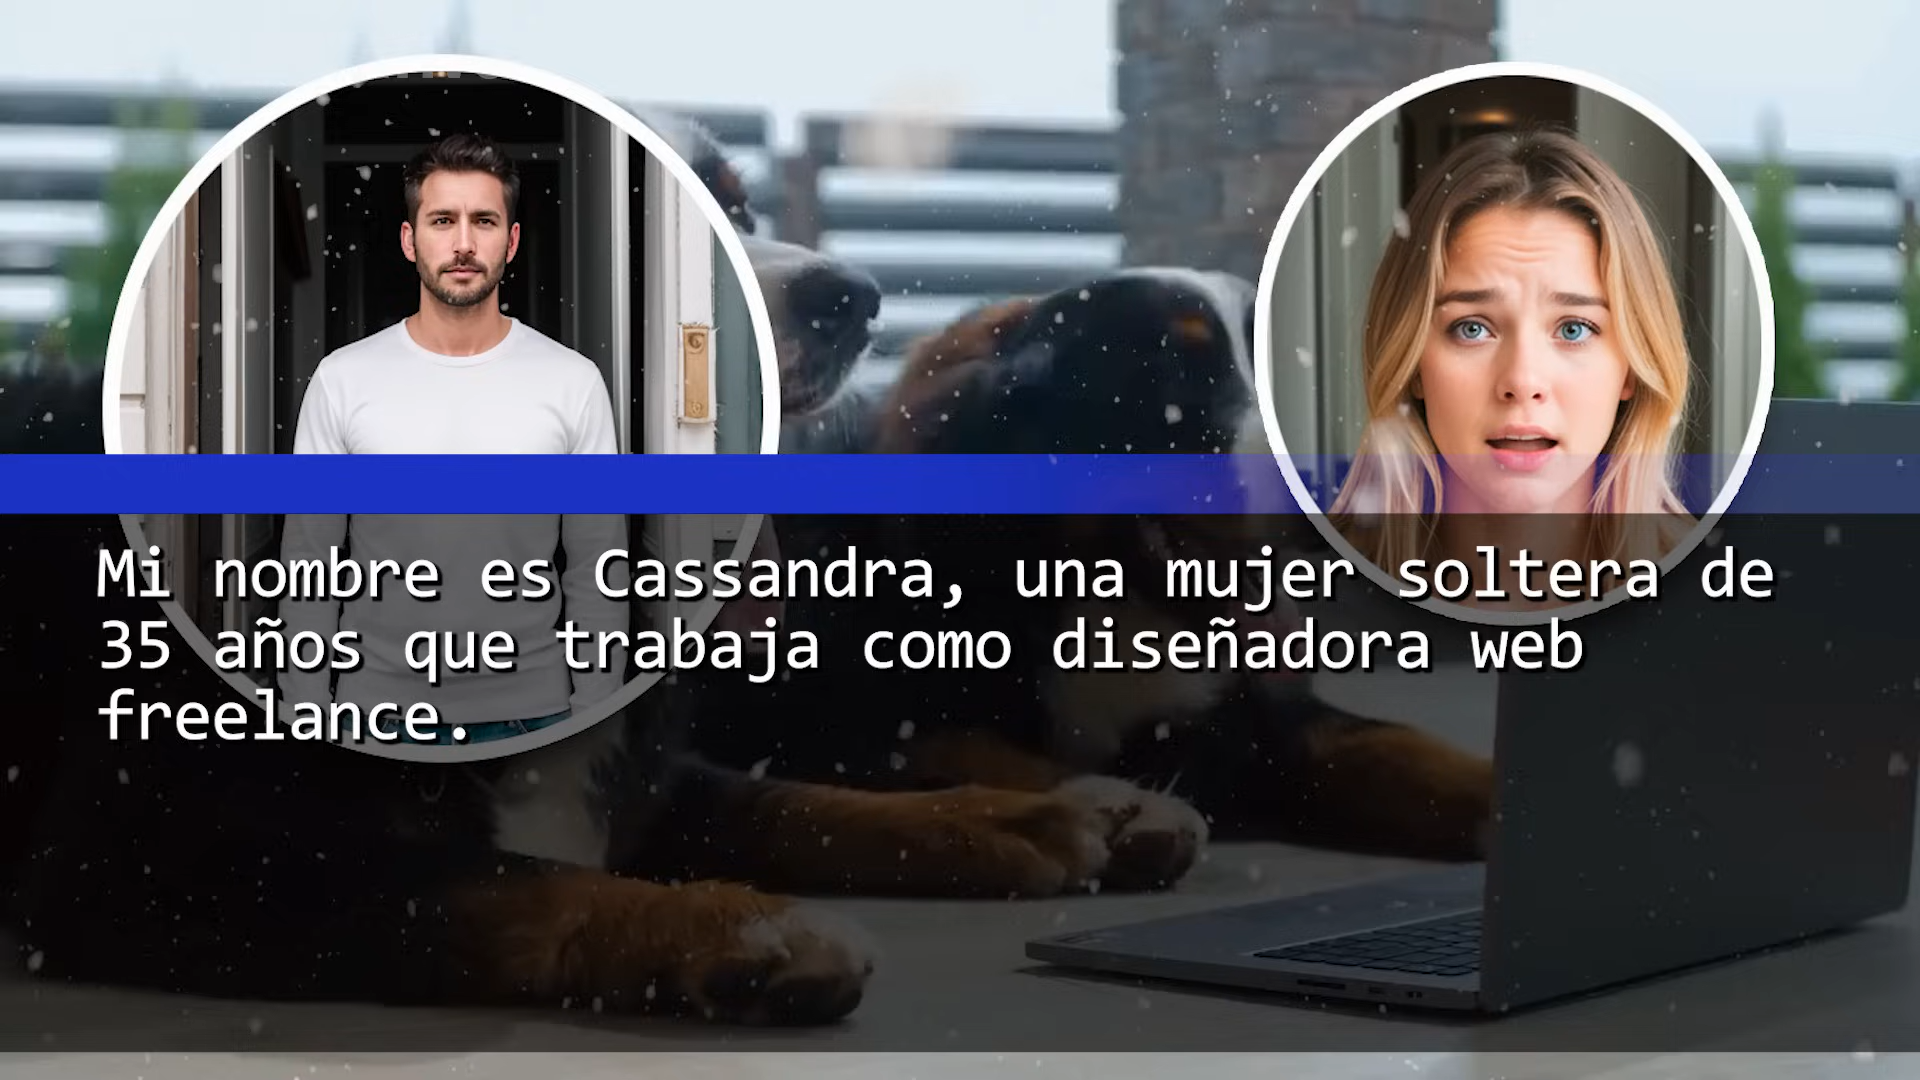 Mi nombre es Cassandra, una mujer soltera de
35 años que trabaja como diseñadora web
freelance.